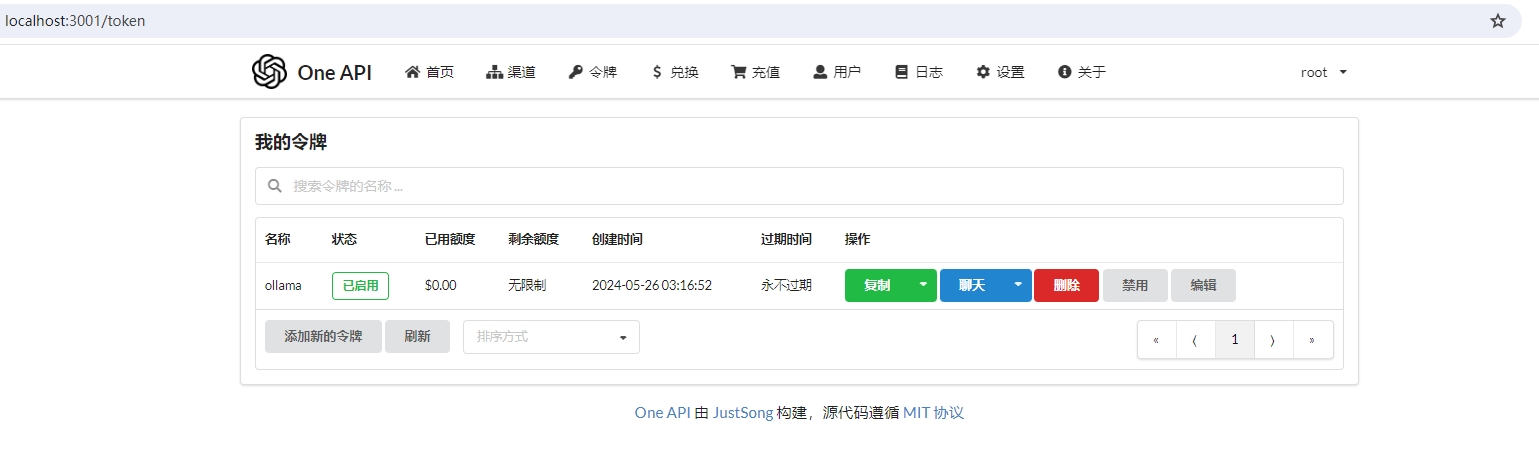 localhost:3001/token
One API 首页 渠道 令牌 兑换 充值 用户 日志 设置 关于 root
我的令牌
搜索令牌的名称 ...
名称 状态 已用额度 剩余额度 创建时间 过期时间 操作
ollama 已启用 $0.00 无限制 2024-05-26 03:16:52 永不过期 复制 聊天 删除 禁用 编辑
添加新的令牌 刷新 排序方式 « ⟨ 1 ⟩ »
One API 由 JustSong 构建，源代码遵循 MIT 协议